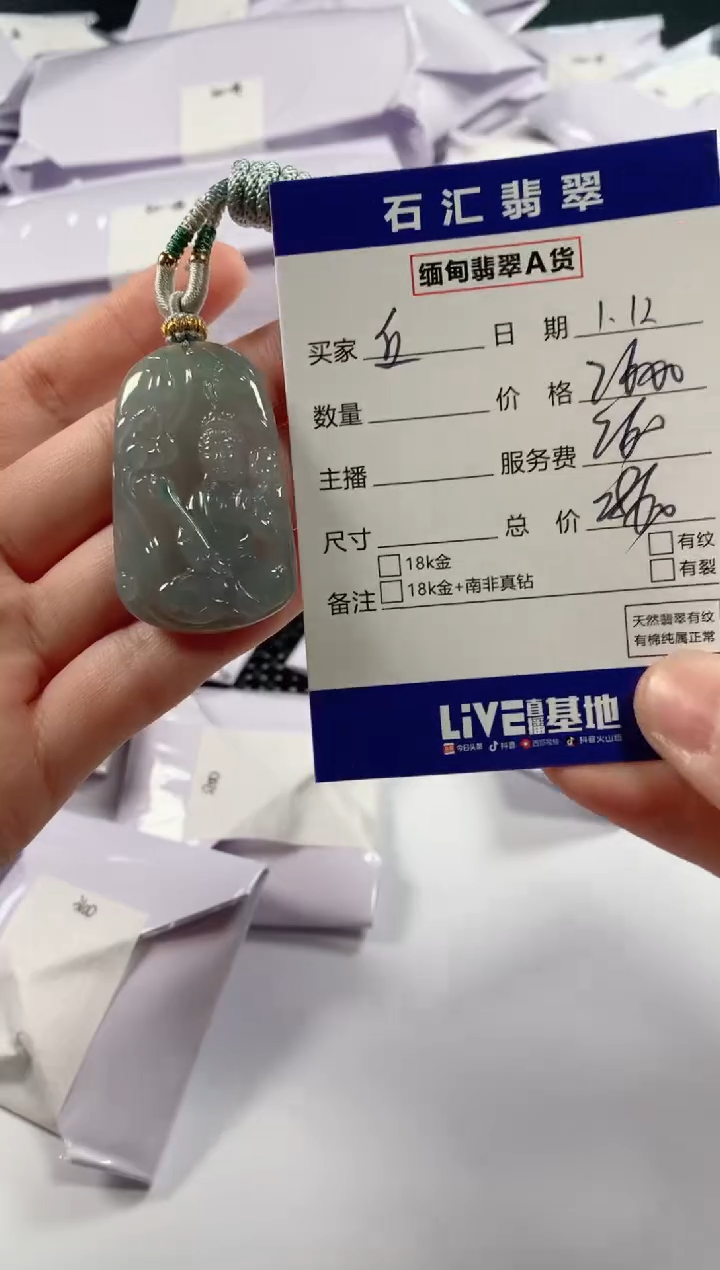 石汇翡翠
缅甸翡翠A货
买家 丘 日期 1.12
数量 价格 26000
主播 服务费 2600
尺寸 总价
18k金 有纹
备注 18k金+南非真钻 有裂
天然翡翠有纹
有棉纯属正常
LiVE直播基地
今日头条 抖音 西瓜视频 抖音火山版